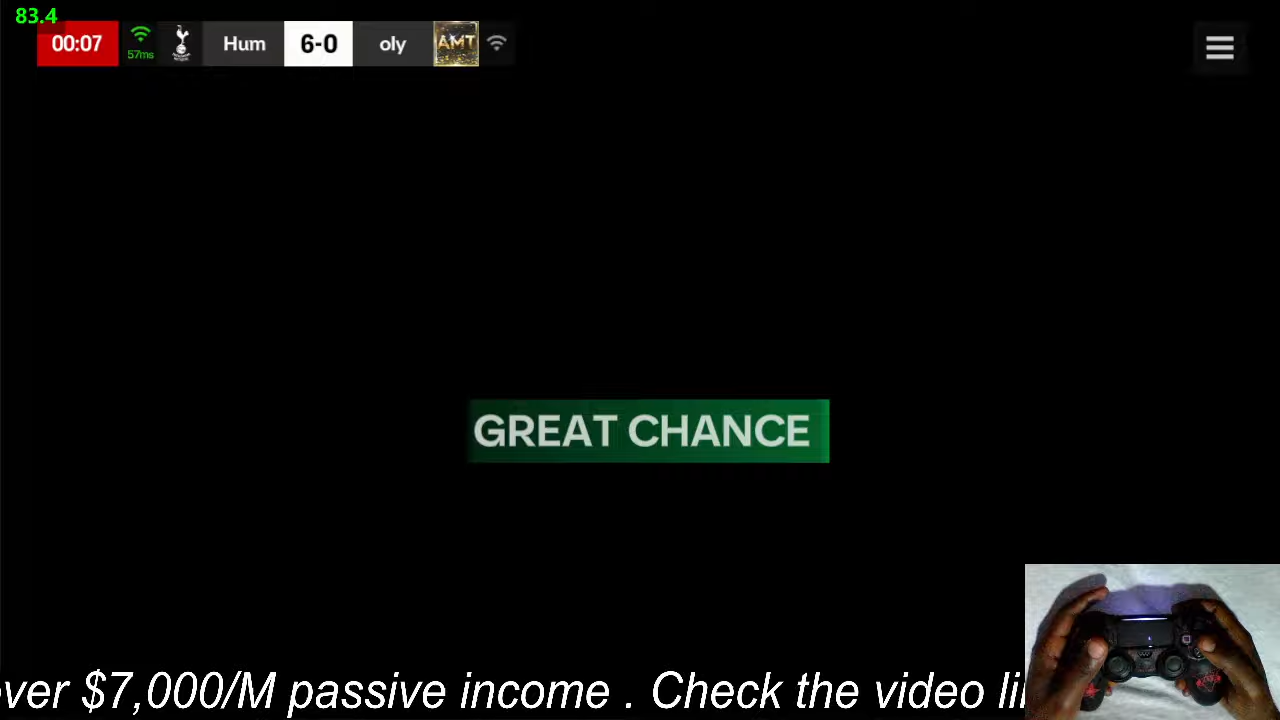 83.4
00:07
57ms
Hum
6-0
oly
AMT
GREAT CHANCE
over $7,000/M passive income . Check the video li